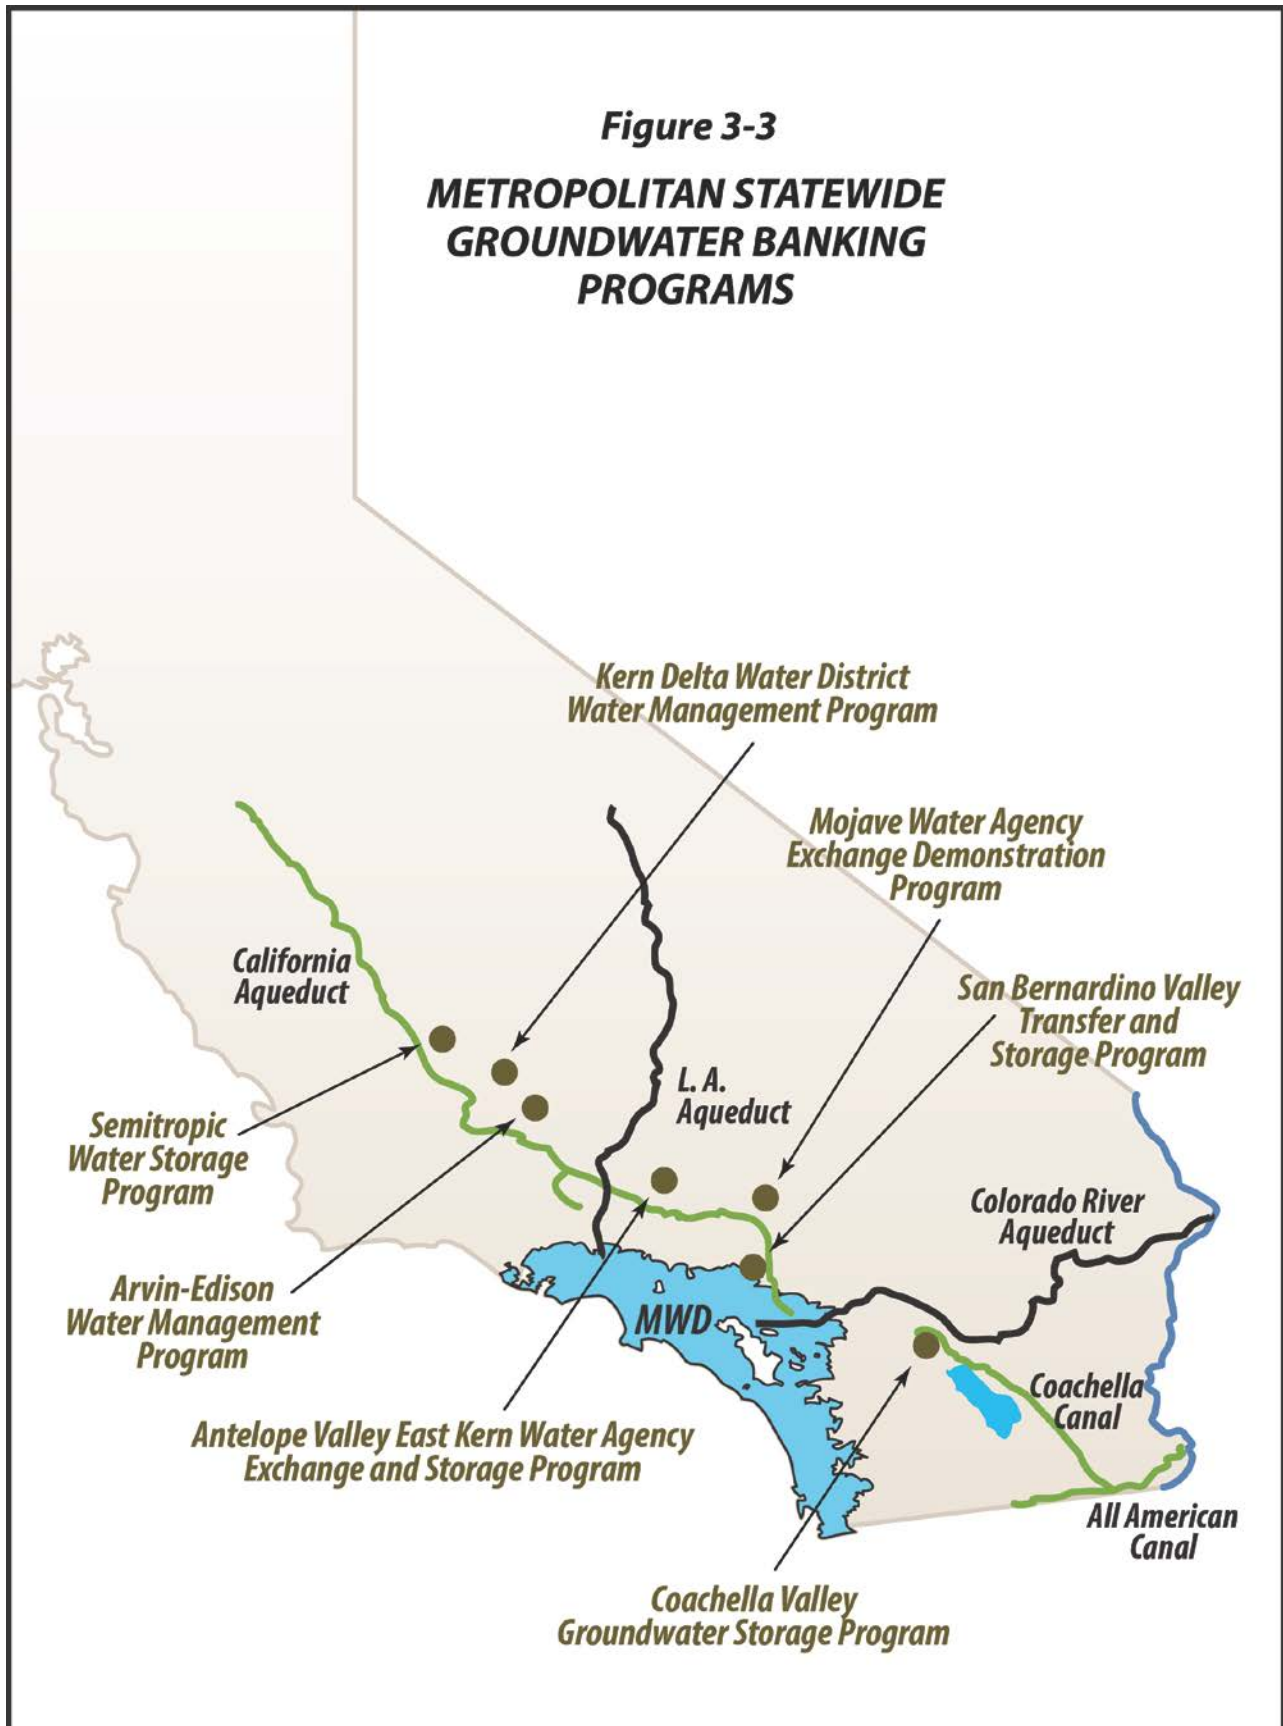 Figure 3-3
METROPOLITAN STATEWIDE
GROUNDWATER BANKING
PROGRAMS
Kern Delta Water District
Water Management Program
Mojave Water Agency
Exchange Demonstration
Program
California
Aqueduct
San Bernardino Valley
Transfer and
Storage Program
L. A.
Aqueduct
Semitropic
Water Storage
Program
Colorado River
Aqueduct
Arvin-Edison
Water Management
Program
MWD
Coachella
Canal
Antelope Valley East Kern Water Agency
Exchange and Storage Program
All American
Canal
Coachella Valley
Groundwater Storage Program